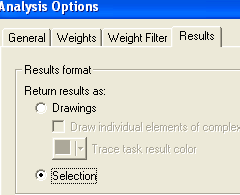 Analysis Options
General Weights Weight Filter Results
Results format
Return results as:
Drawings
Draw individual elements of complex
Trace task result color
Selection